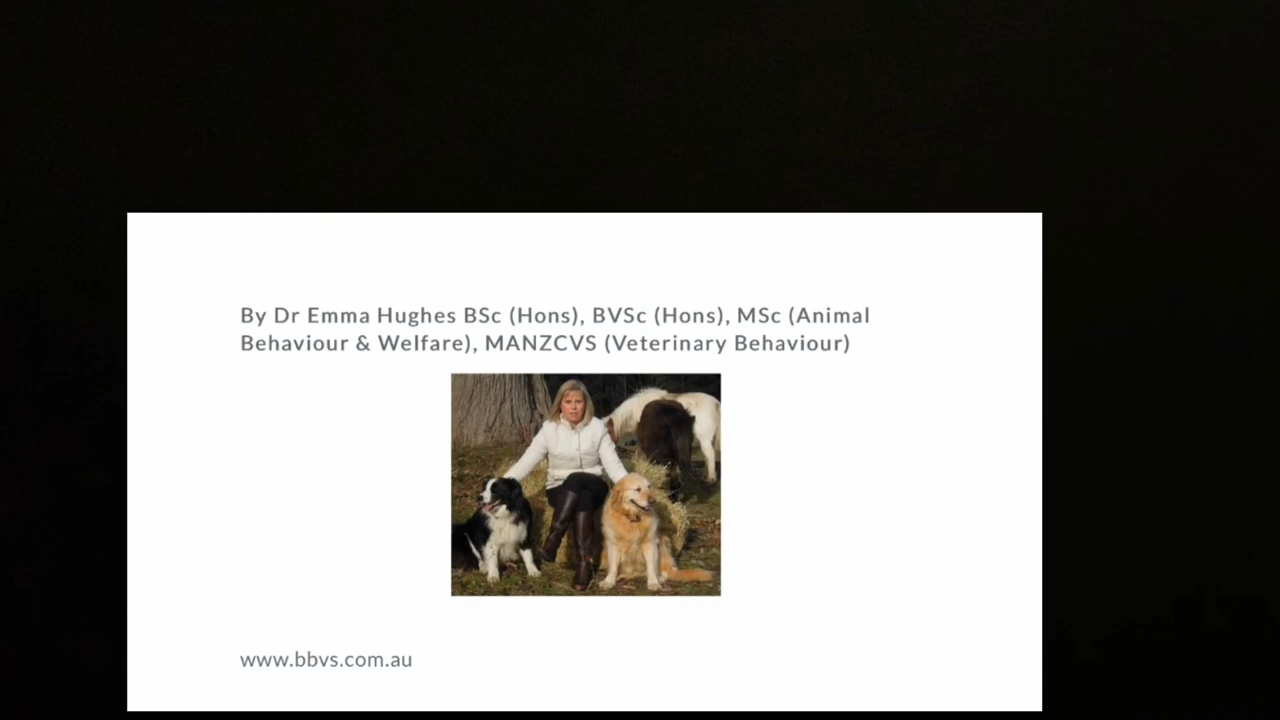 By Dr Emma Hughes BSc (Hons), BVSc (Hons), MSc (Animal
Behaviour & Welfare), MANZCVS (Veterinary Behaviour)
www.bbvs.com.au